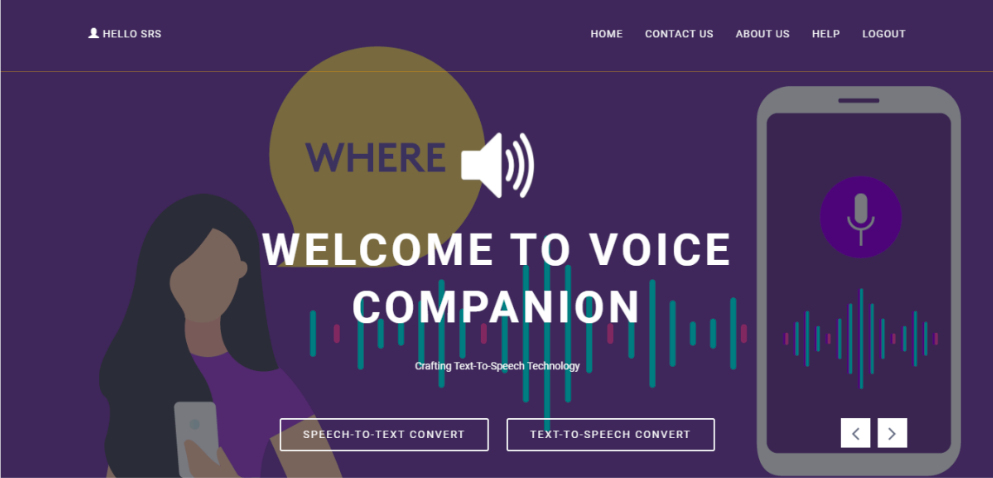 HELLO SRS
HOME CONTACT US ABOUT US HELP LOGOUT
WHERE
WELCOME TO VOICE
COMPANION
Crafting Text-To-Speech Technology
SPEECH-TO-TEXT CONVERT TEXT-TO-SPEECH CONVERT